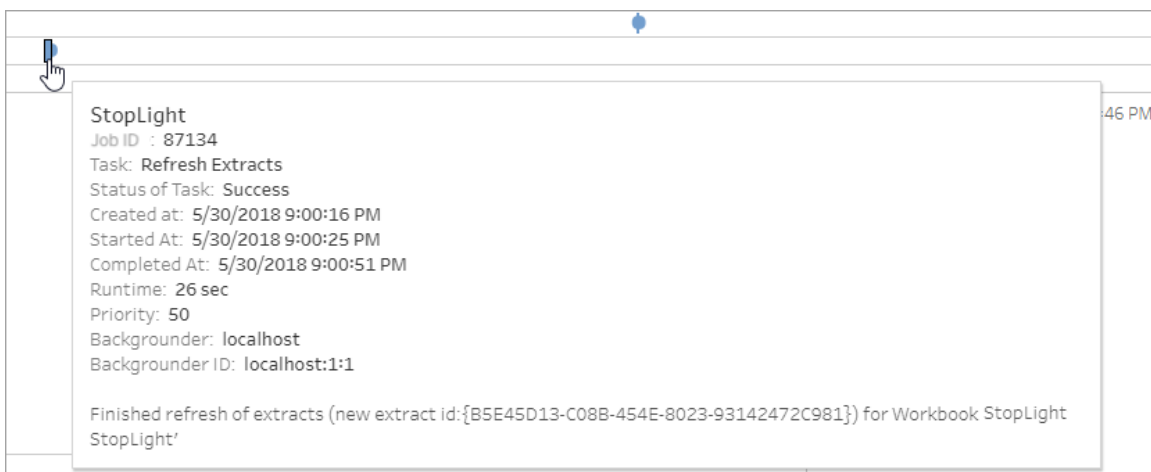 :46 PM
StopLight
Job ID : 87134
Task: Refresh Extracts
Status of Task: Success
Created at: 5/30/2018 9:00:16 PM
Started At: 5/30/2018 9:00:25 PM
Completed At: 5/30/2018 9:00:51 PM
Runtime: 26 sec
Priority: 50
Backgrounder: localhost
Backgrounder ID: localhost:1:1
Finished refresh of extracts (new extract id:{B5E45D13-C08B-454E-8023-93142472C981}) for Workbook StopLight
StopLight’